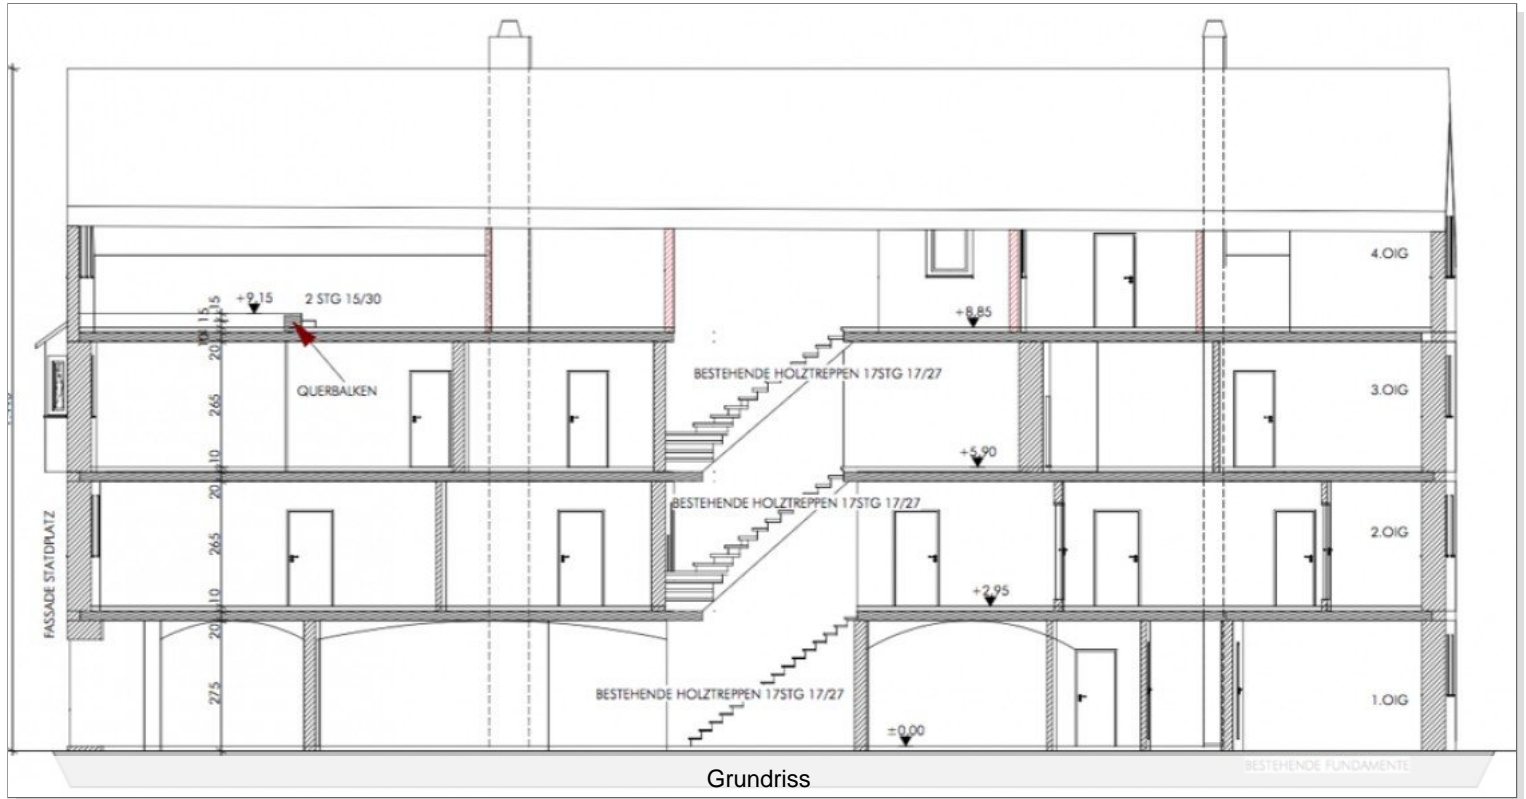 4.OIG
+9,15
2 STG 15/30
15
15
+8,85
20
BESTEHENDE HOLZTREPPEN 17STG 17/27
QUERBALKEN
3.OIG
265
+5,90
10
20
BESTEHENDE HOLZTREPPEN 17STG 17/27
FASSADE STATDPLATZ
2.OIG
265
+2,95
10
20
BESTEHENDE HOLZTREPPEN 17STG 17/27
275
1.OIG
±0,00
BESTEHENDE FUNDAMENTE
Grundriss